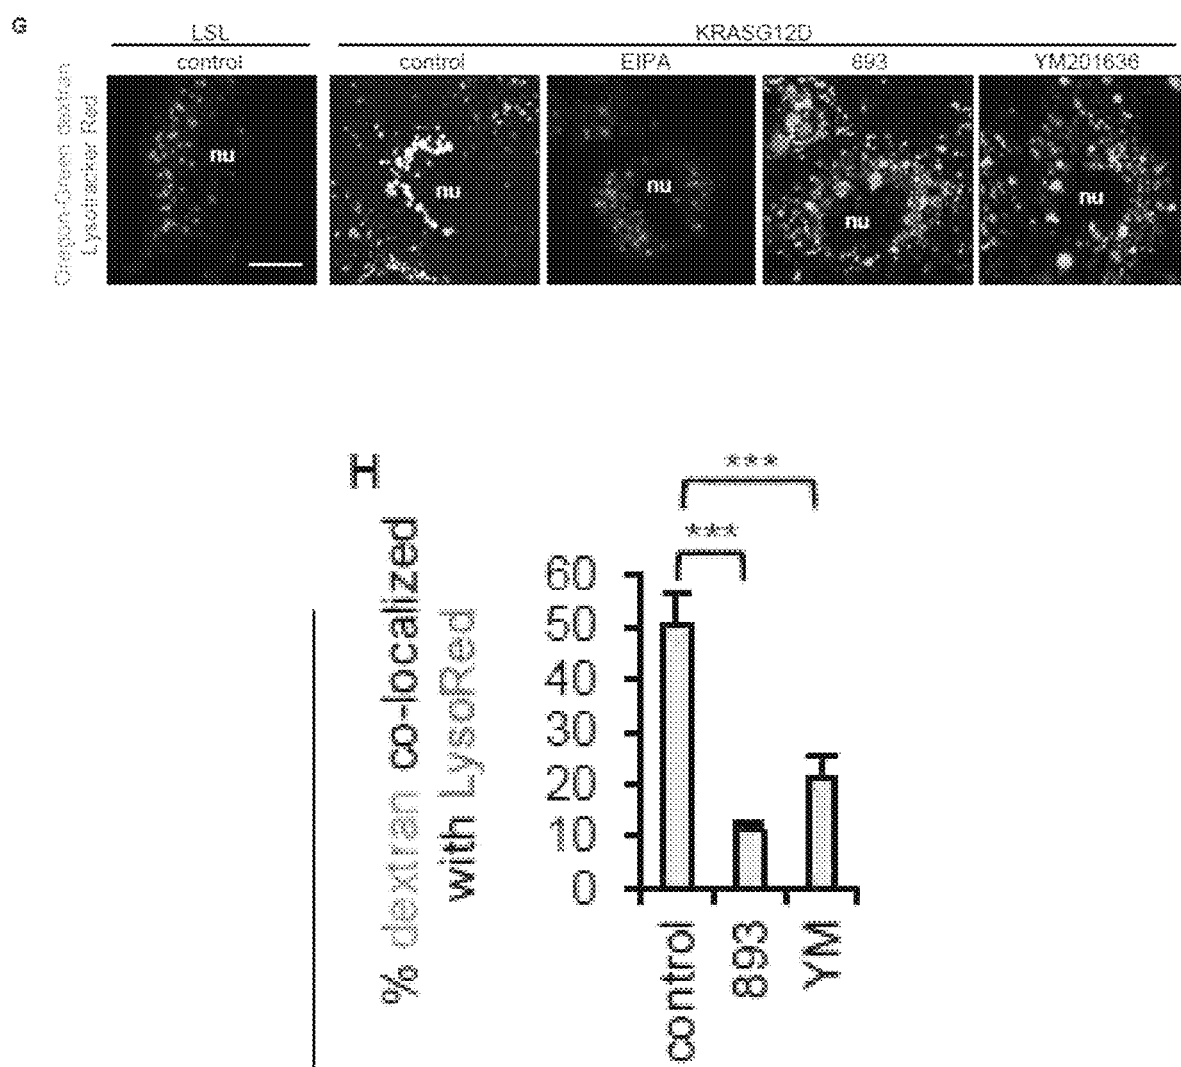 G
LSL
KRASG12D
control
control
EIPA
893
YM201636
Oregon-Green dextran
Lysotracker Red
nu
nu
nu
nu
nu
H
***
***
% dextran co-localized
with LysoRed
60
50
40
30
20
10
0
control
893
YM